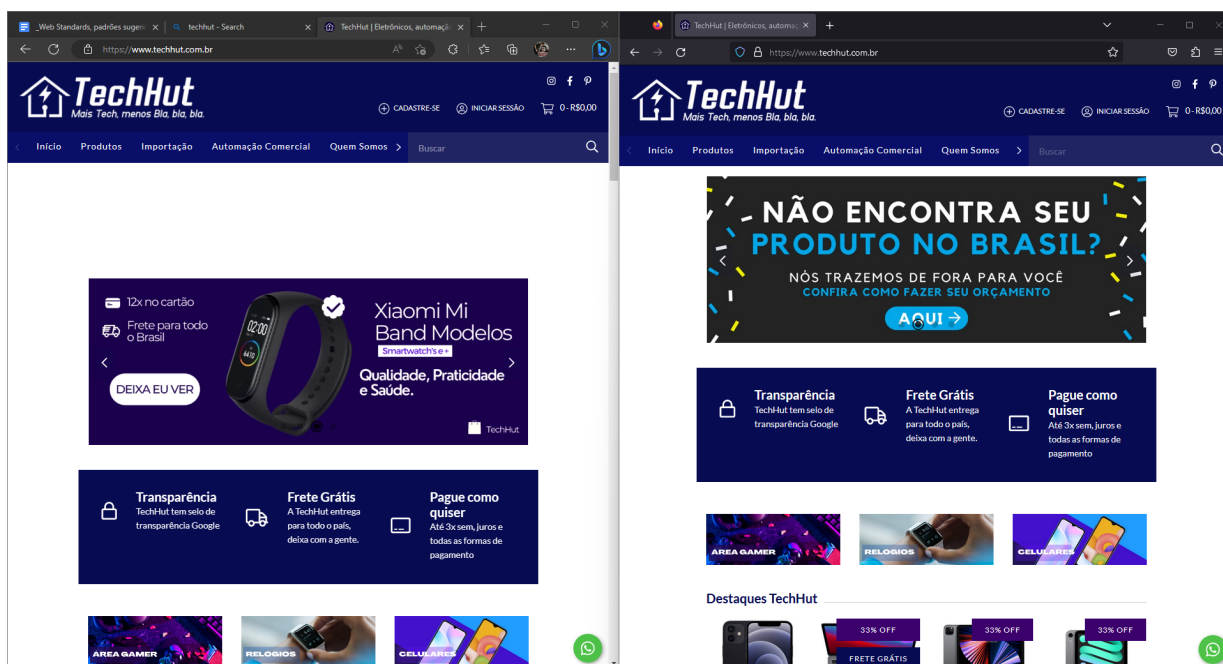 _Web Standards, padrões suger
techhut - Search
TechHut | Eletrônicos, automaçã
https://www.techhut.com.br
TechHut
Mais Tech, menos Bla, bla, bla.
CADASTRE-SE
INICIAR SESSÃO
0 - R$0,00
Início
Produtos
Importação
Automação Comercial
Quem Somos
Buscar
12x no cartão
Frete para todo
o Brasil
DEIXA EU VER
02:00
Xiaomi Mi
Band Modelos
Smartwatch's e +
Qualidade, Praticidade
e Saúde.
TechHut
Transparência
TechHut tem selo de
transparência Google
Frete Grátis
A TechHut entrega
para todo o país,
deixa com a gente.
Pague como
quiser
Até 3x sem, juros e
todas as formas de
pagamento
AREA GAMER
RELOGIOS
CELULARES
TechHut | Eletrônicos, automaç
https://www.techhut.com.br
TechHut
Mais Tech, menos Bla, bla, bla.
CADASTRE-SE
INICIAR SESSÃO
0 - R$0,00
Início
Produtos
Importação
Automação Comercial
Quem Somos
Buscar
NÃO ENCONTRA SEU
PRODUTO NO BRASIL?
NÓS TRAZEMOS DE FORA PARA VOCÊ
CONFIRA COMO FAZER SEU ORÇAMENTO
AQUI
Transparência
TechHut tem selo de
transparência Google
Frete Grátis
A TechHut entrega
para todo o país,
deixa com a gente.
Pague como
quiser
Até 3x sem, juros e
todas as formas de
pagamento
AREA GAMER
RELOGIOS
CELULARES
Destaques TechHut
33% OFF
FRETE GRÁTIS
33% OFF
33% OFF